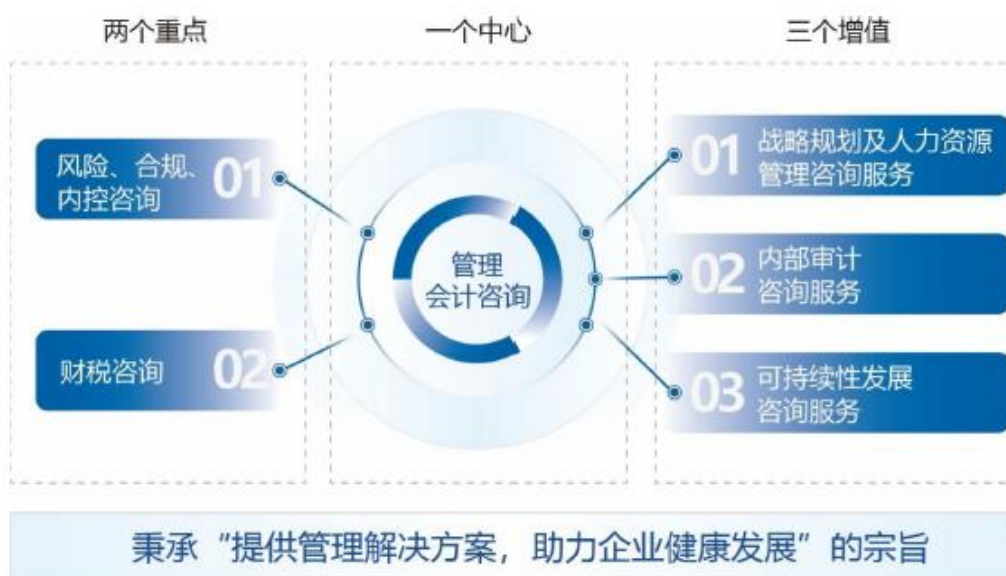 两个重点
风险、合规、
内控咨询
01
财税咨询
02
一个中心
管理
会计咨询
三个增值
01
战略规划及人力资源
管理咨询服务
02
内部审计
咨询服务
03
可持续性发展
咨询服务
秉承“提供管理解决方案，助力企业健康发展”的宗旨